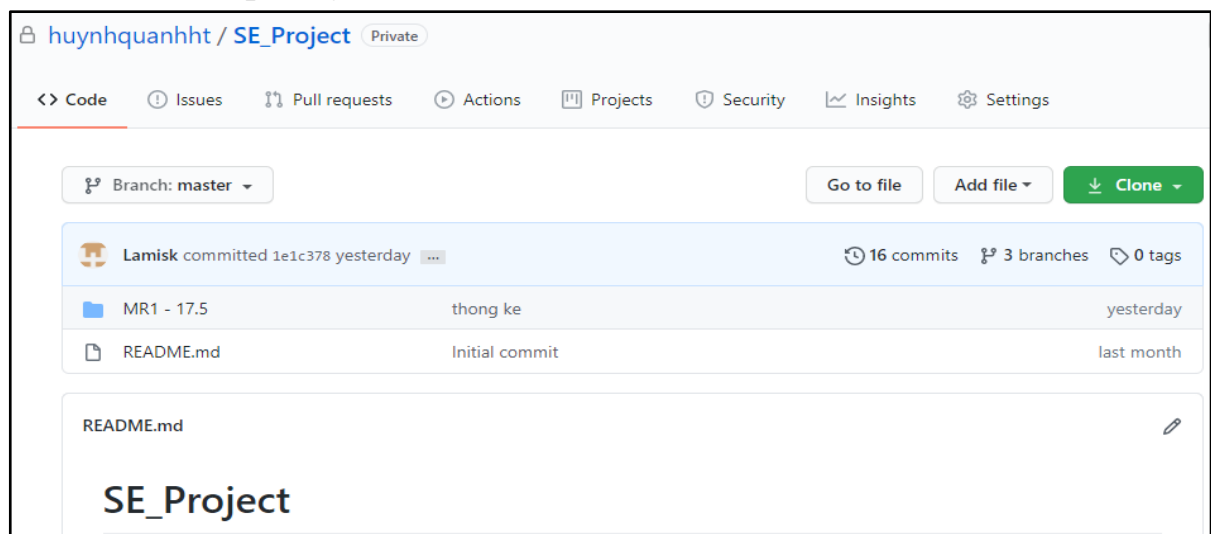 huynhquanhht / SE_Project Private
<> Code Issues Pull requests Actions Projects Security Insights Settings
Branch: master Go to file Add file Clone
Lamisk committed 1e1c378 yesterday ... 16 commits 3 branches 0 tags
MR1 - 17.5 thong ke yesterday
README.md Initial commit last month
README.md
SE_Project